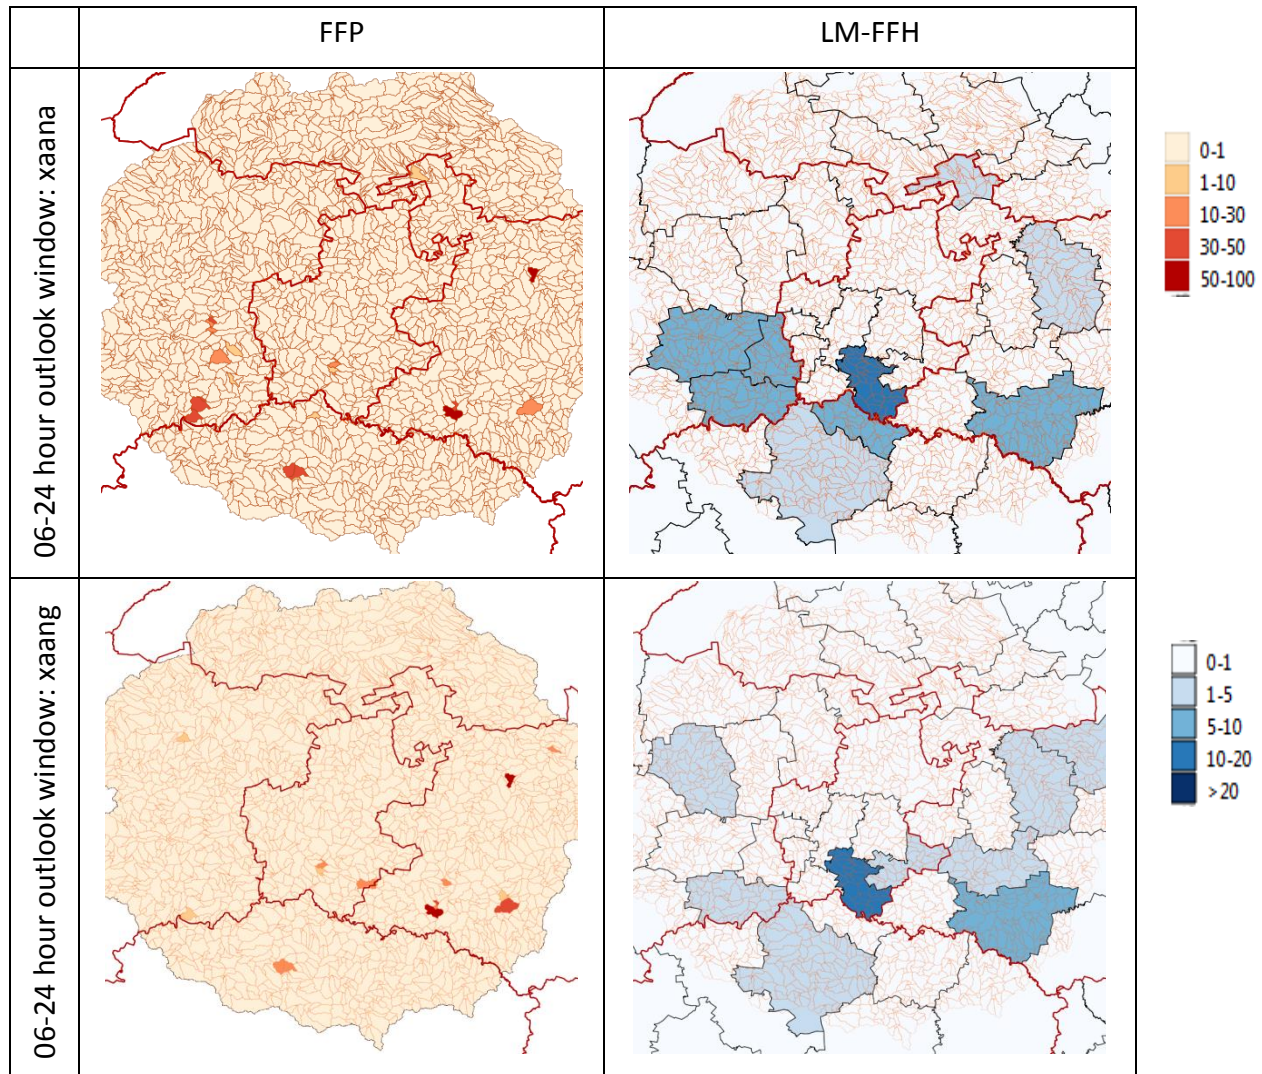 FFP
LM-FFH
06-24 hour outlook window: xaana
0-1
1-10
10-30
30-50
50-100
06-24 hour outlook window: xaang
0-1
1-5
5-10
10-20
>20